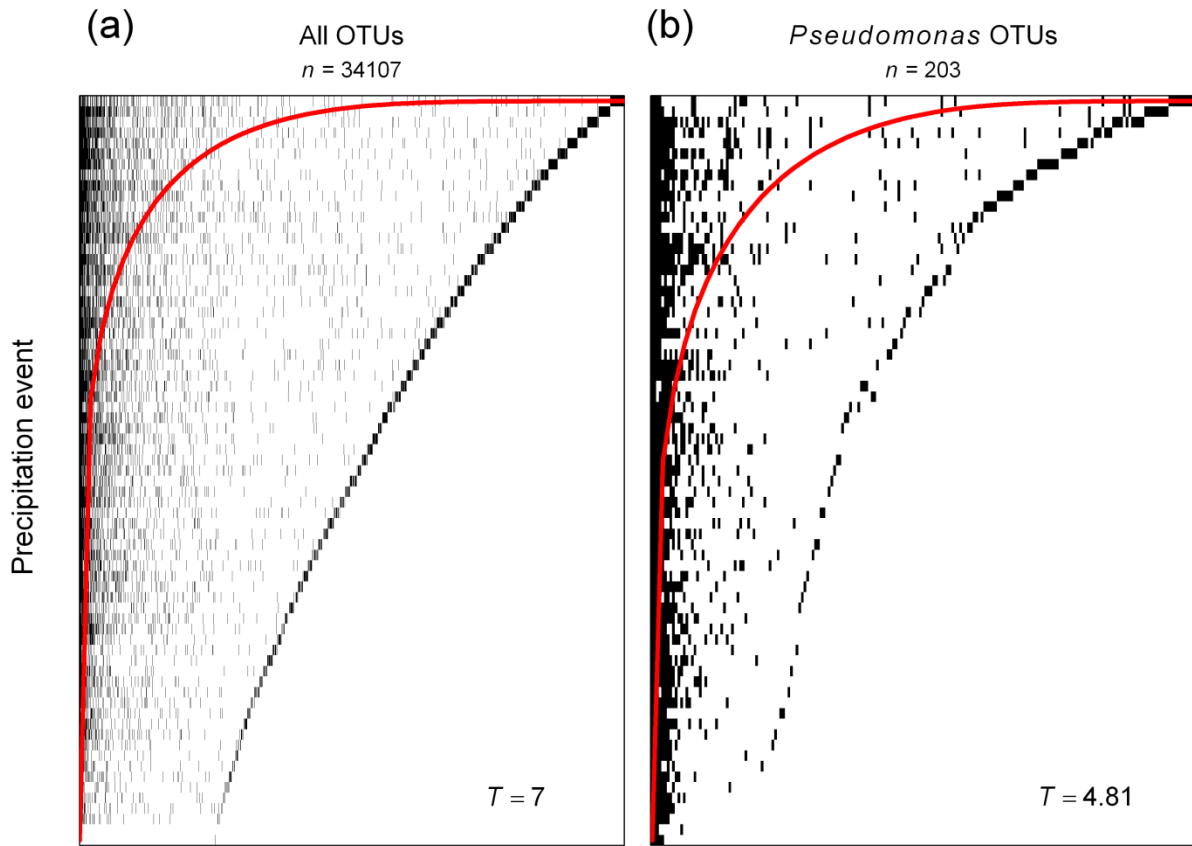 (a)
All OTUs
n = 34107
(b)
Pseudomonas OTUs
n = 203
Precipitation event
T = 7
T = 4.81